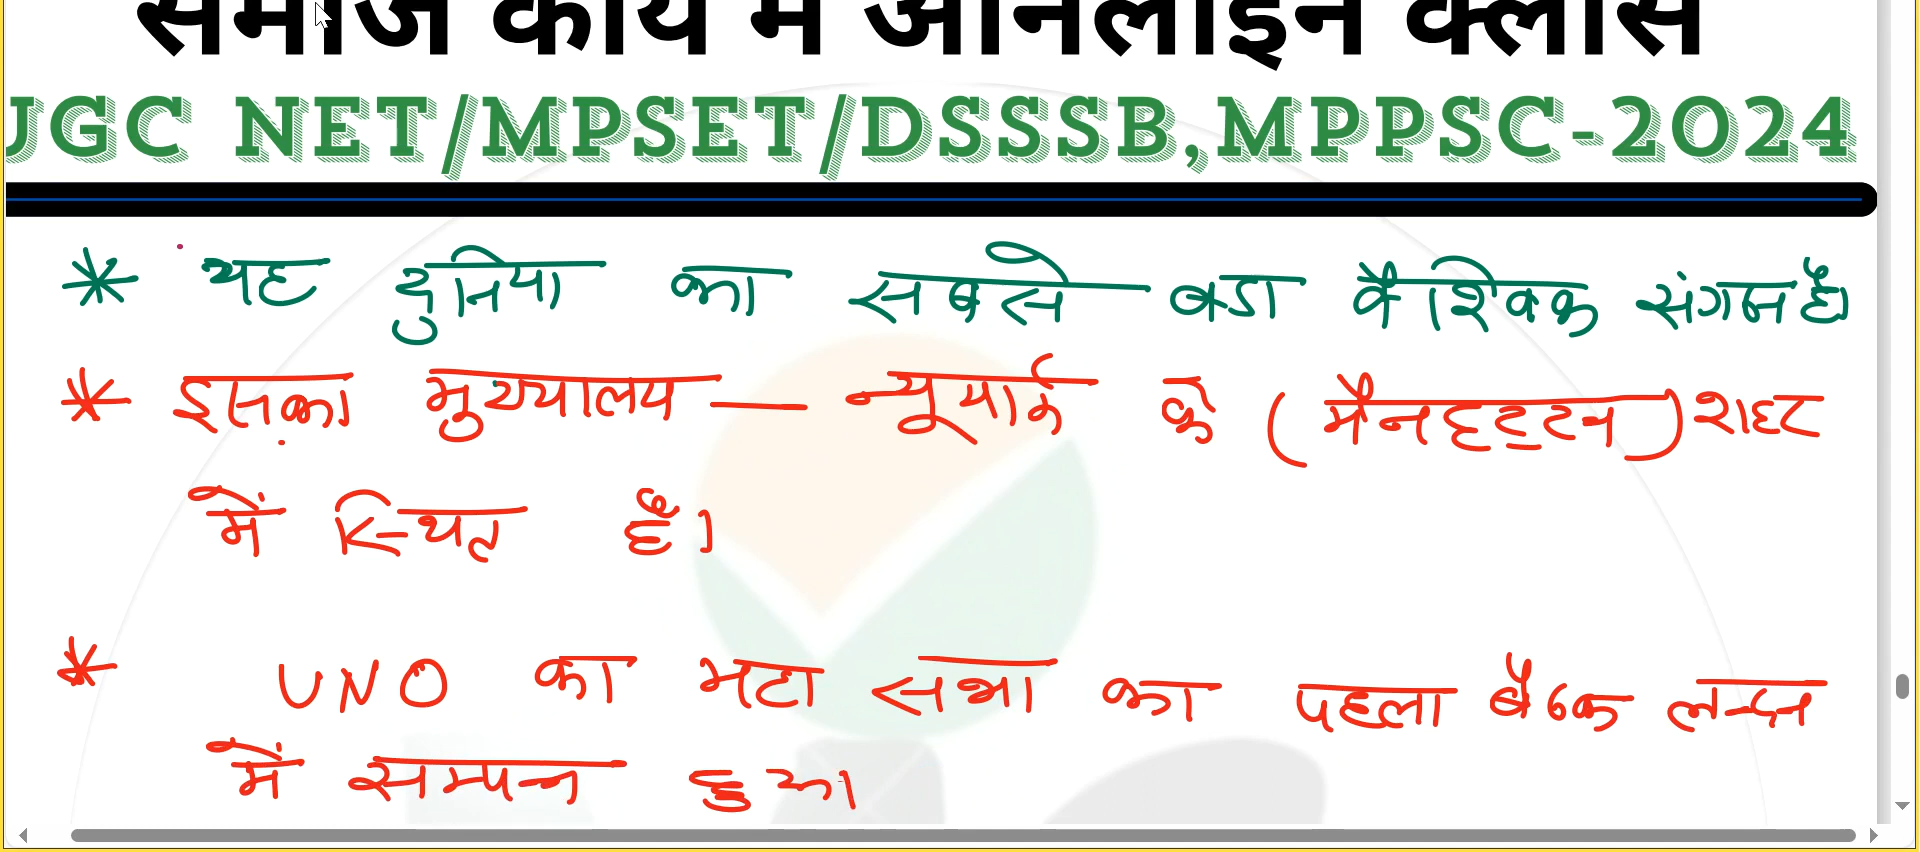 समाज कार्य में ऑनलाइन क्लास
UGC NET/MPSET/DSSSB,MPPSC-2024
* यह दुनिया का सबसे बडा वैश्विक संगठन है।
* इसका मुख्यालय — न्यूयार्क के (मैनहट्टन) शहर
में स्थित है।
* UNO का महा सभा का पहला बैठक लन्दन
में सम्पन्न हुआ